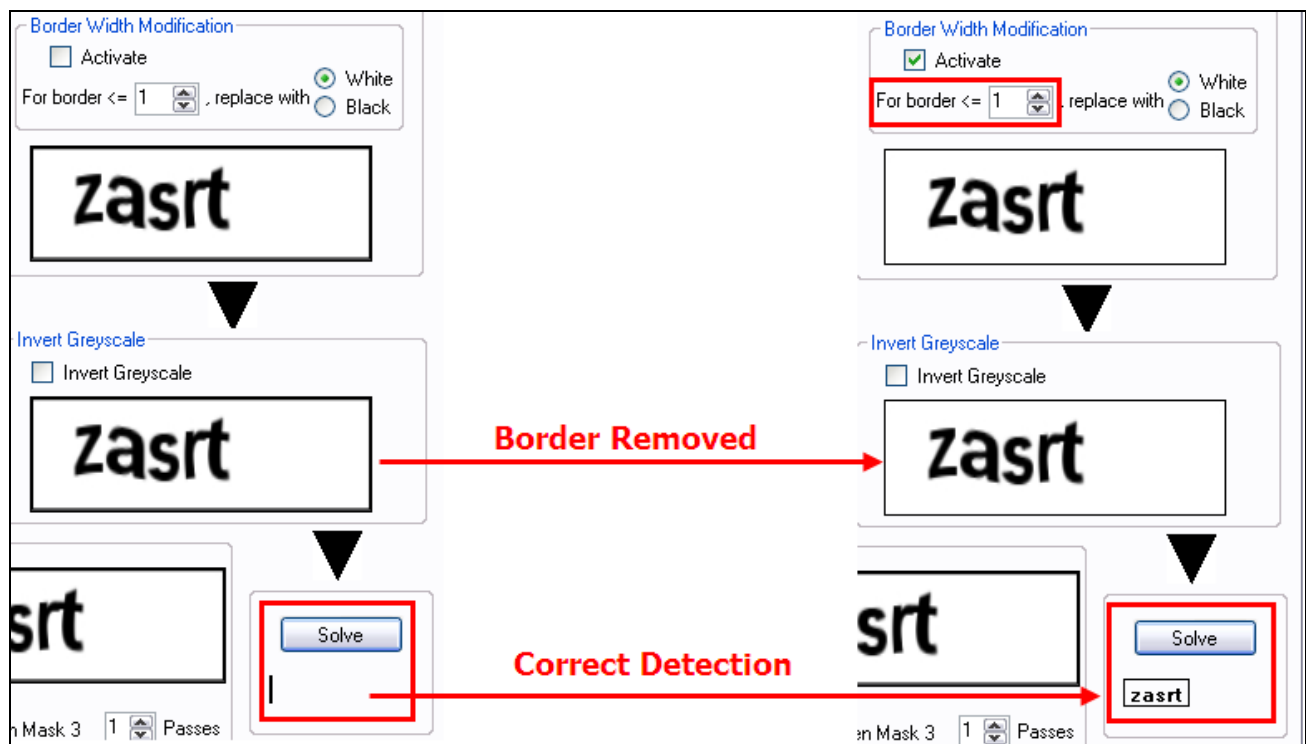 Border Width Modification
Activate
White
For border <= 1 , replace with
Black
zasrt
Invert Greyscale
Invert Greyscale
zasrt
srt
Solve
n Mask 3 1 Passes
Border Removed
Correct Detection
Border Width Modification
Activate
White
For border <= 1 , replace with
Black
zasrt
Invert Greyscale
Invert Greyscale
zasrt
srt
Solve
zasrt
en Mask 3 1 Passes